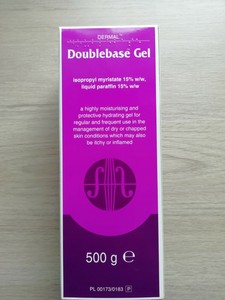 DERMAL
Doublebase Gel
isopropyl myristate 15% w/w,
liquid paraffin 15% w/w
a highly moisturising and
protective hydrating gel for
regular and frequent use in the
management of dry or chapped
skin conditions which may also
be itchy or inflamed
500 g ℮
PL 00173/0183 P